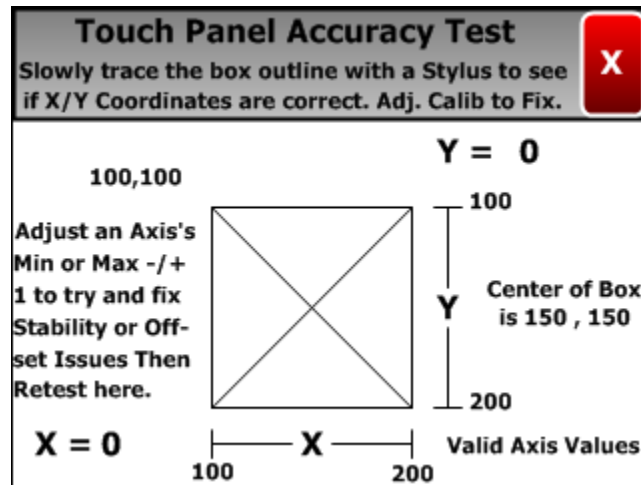 Touch Panel Accuracy Test
Slowly trace the box outline with a Stylus to see
if X/Y Coordinates are correct. Adj. Calib to Fix.
X
Y = 0
100,100
100
Adjust an Axis's
Min or Max -/+
1 to try and fix
Stability or Off-
set Issues Then
Retest here.
Y
Center of Box
is 150 , 150
200
X = 0
X
Valid Axis Values
100
200